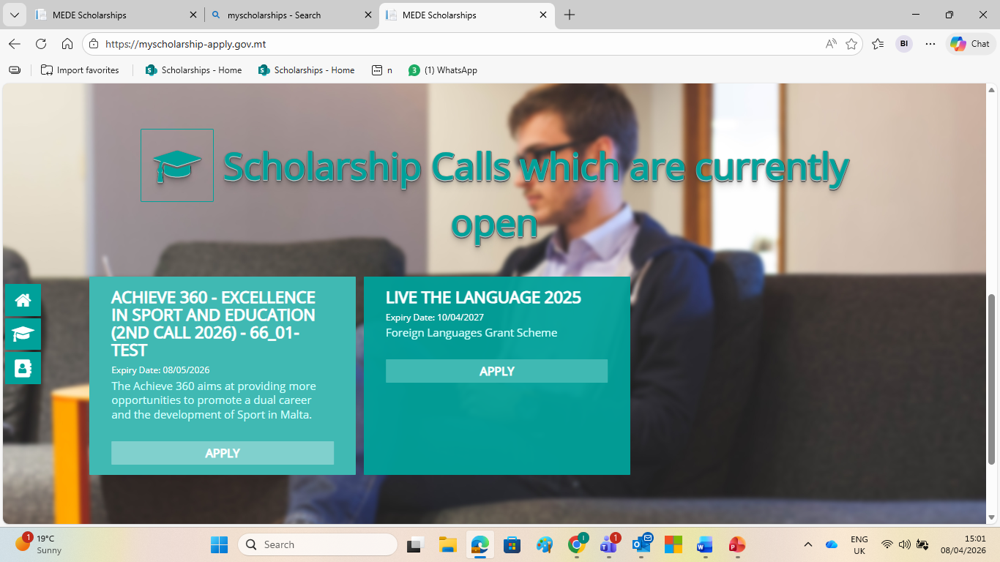 MEDE Scholarships
myscholarships - Search
MEDE Scholarships
https://myscholarship-apply.gov.mt
A
BI
Chat
Import favorites
S Scholarships - Home
S Scholarships - Home
n
3 (1) WhatsApp
Scholarship Calls which are currently
open
ACHIEVE 360 - EXCELLENCE
IN SPORT AND EDUCATION
(2ND CALL 2026) - 66_01-
TEST
Expiry Date: 08/05/2026
The Achieve 360 aims at providing more
opportunities to promote a dual career
and the development of Sport in Malta.
APPLY
LIVE THE LANGUAGE 2025
Expiry Date: 10/04/2027
Foreign Languages Grant Scheme
APPLY
1
19°C
Sunny
Search
I
T
1
W
P
ENG
UK
15:01
08/04/2026